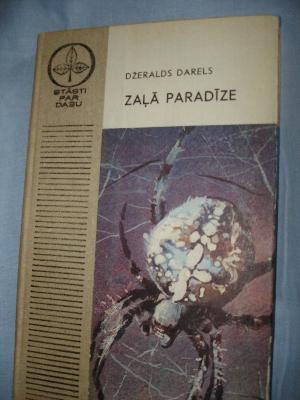 STĀSTI
PAR
DABU
DŽERALDS DARELS
ZAĻĀ PARADĪZE